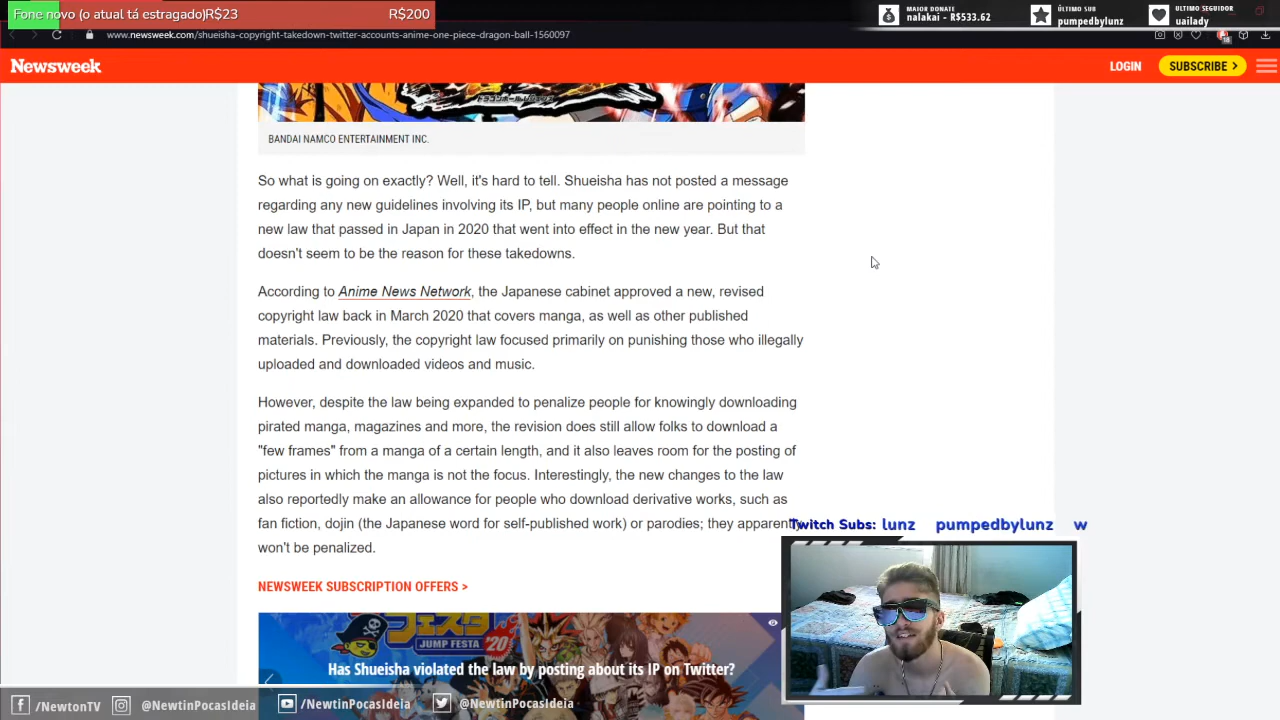 Fone novo (o atual tá estragado)R$23 R$200
MAIOR DONATE
nalakai - R$533.62
ÚLTIMO SUB
pumpedbylunz
ULTIMO SEGUIDOR
uailady
www.newsweek.com/shueisha-copyright-takedown-twitter-accounts-anime-one-piece-dragon-ball-1560097
Newsweek
LOGIN
SUBSCRIBE >
BANDAI NAMCO ENTERTAINMENT INC.
So what is going on exactly? Well, it's hard to tell. Shueisha has not posted a message
regarding any new guidelines involving its IP, but many people online are pointing to a
new law that passed in Japan in 2020 that went into effect in the new year. But that
doesn't seem to be the reason for these takedowns.
According to Anime News Network, the Japanese cabinet approved a new, revised
copyright law back in March 2020 that covers manga, as well as other published
materials. Previously, the copyright law focused primarily on punishing those who illegally
uploaded and downloaded videos and music.
However, despite the law being expanded to penalize people for knowingly downloading
pirated manga, magazines and more, the revision does still allow folks to download a
"few frames" from a manga of a certain length, and it also leaves room for the posting of
pictures in which the manga is not the focus. Interestingly, the new changes to the law
also reportedly make an allowance for people who download derivative works, such as
fan fiction, dojin (the Japanese word for self-published work) or parodies; they apparently
won't be penalized.
Twitch Subs: lunz pumpedbylunz w
NEWSWEEK SUBSCRIPTION OFFERS >
フェスタ
JUMP FESTA '20
Has Shueisha violated the law by posting about its IP on Twitter?
/NewtonTV
@NewtinPocasIdeia
/NewtinPocasIdeia
@NewtinPocasIdeia